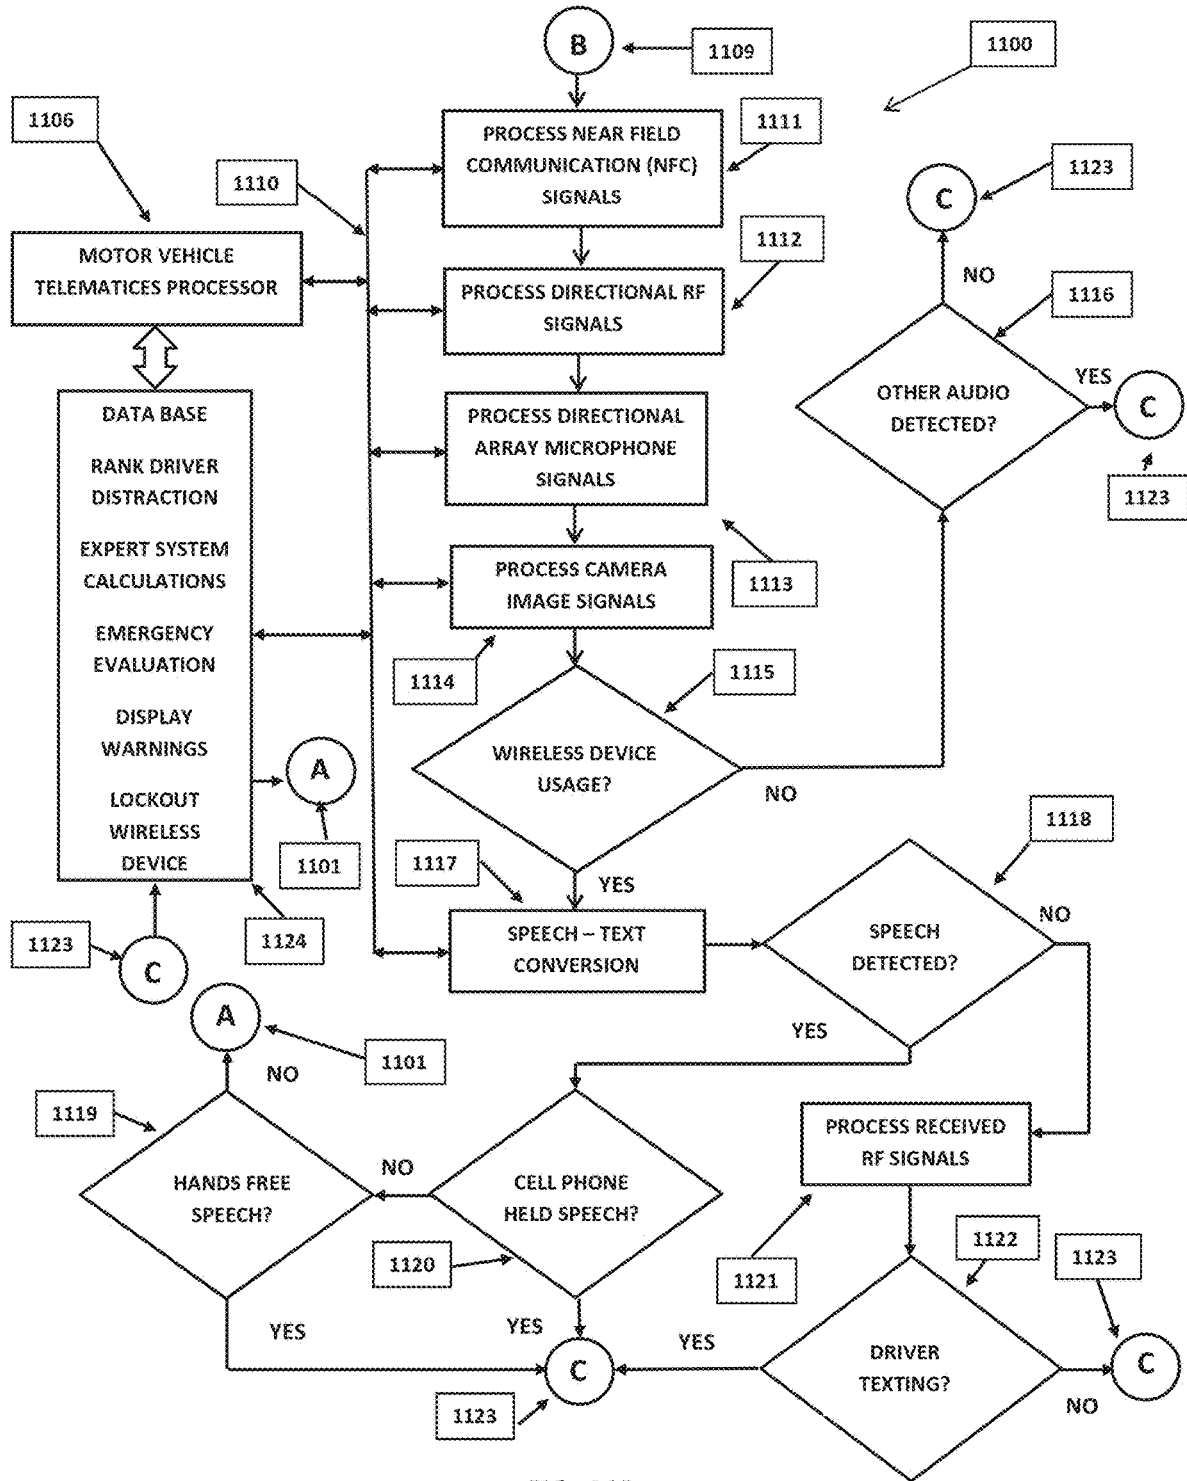 B
1109
1100
1106
1110
PROCESS NEAR FIELD
COMMUNICATION (NFC)
SIGNALS
1111
C
1123
NO
MOTOR VEHICLE
TELEMATICES PROCESSOR
PROCESS DIRECTIONAL RF
SIGNALS
1112
1116
OTHER AUDIO
DETECTED?
YES
C
1123
DATA BASE
RANK DRIVER
DISTRACTION
EXPERT SYSTEM
CALCULATIONS
EMERGENCY
EVALUATION
DISPLAY
WARNINGS
LOCKOUT
WIRELESS
DEVICE
PROCESS DIRECTIONAL
ARRAY MICROPHONE
SIGNALS
1113
PROCESS CAMERA
IMAGE SIGNALS
1114
1115
WIRELESS DEVICE
USAGE?
NO
A
1101
YES
1117
SPEECH – TEXT
CONVERSION
1118
SPEECH
DETECTED?
NO
YES
1123
C
1124
A
1101
NO
1119
HANDS FREE
SPEECH?
NO
CELL PHONE
HELD SPEECH?
1120
PROCESS RECEIVED
RF SIGNALS
1121
1122
1123
YES
YES
C
1123
YES
DRIVER
TEXTING?
C
NO